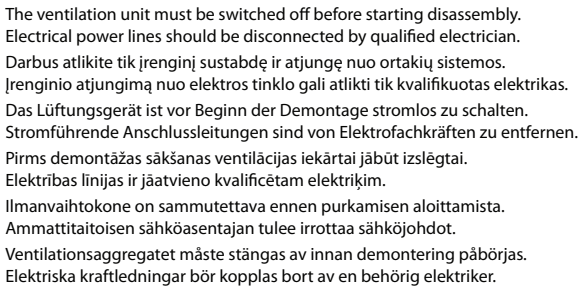 The ventilation unit must be switched off before starting disassembly.
Electrical power lines should be disconnected by qualified electrician.
Darbus atlikite tik įrenginį sustabdę ir atjungę nuo ortakių sistemos.
Įrenginio atjungimą nuo elektros tinklo gali atlikti tik kvalifikuotas elektrikas.
Das Lüftungsgerät ist vor Beginn der Demontage stromlos zu schalten.
Stromführende Anschlussleitungen sind von Elektrofachkräften zu entfernen.
Pirms demontāžas sākšanas ventilācijas iekārtai jābūt izslēgtai.
Elektrības līnijas ir jāatvieno kvalificētam elektriķim.
Ilmanvaihtokone on sammutettava ennen purkamisen aloittamista.
Ammattitaitoisen sähköasentajan tulee irrottaa sähköjohdot.
Ventilationsaggregatet måste stängas av innan demontering påbörjas.
Elektriska kraftledningar bör kopplas bort av en behörig elektriker.